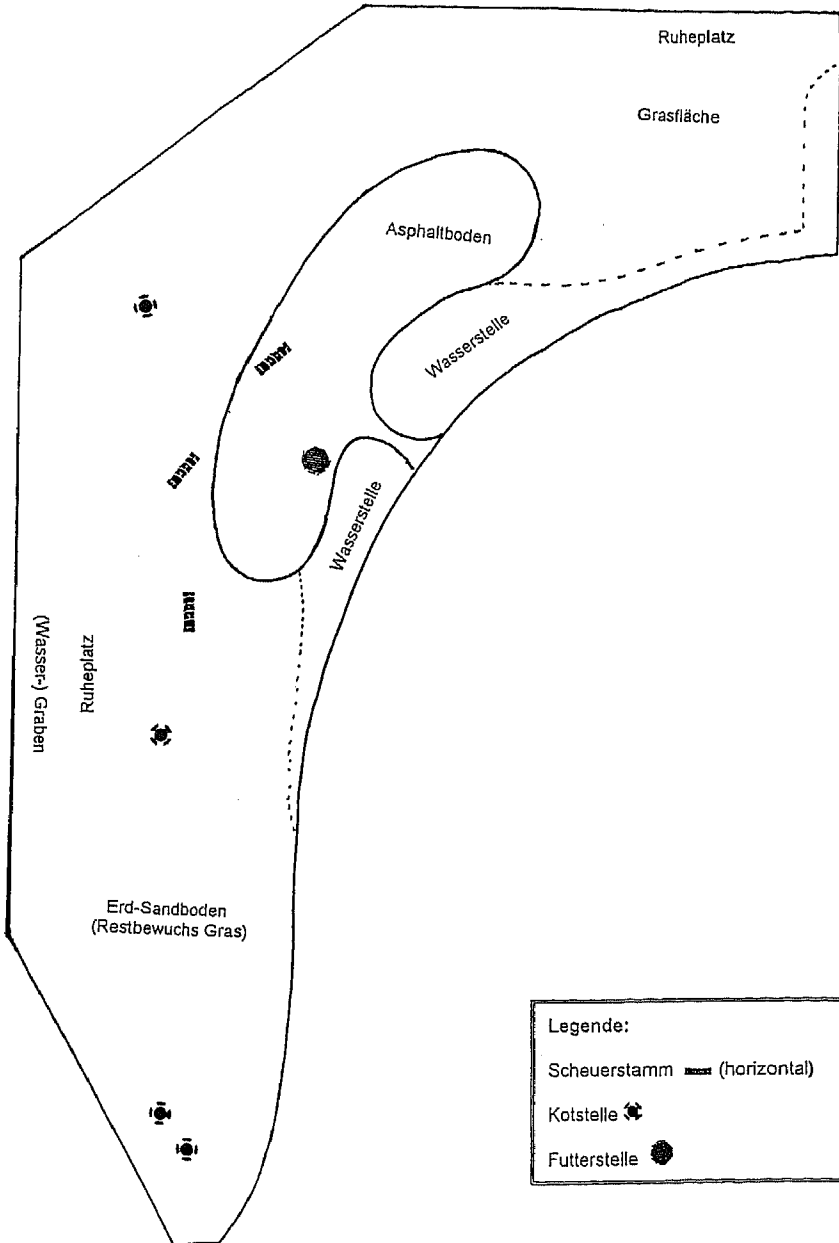 Ruheplatz
Grasfläche
Asphaltboden
Wasserstelle
Wasserstelle
(Wasser-) Graben
Ruheplatz
Erd-Sandboden
(Restbewuchs Gras)
Legende:
Scheuerstamm (horizontal)
Kotstelle
Futterstelle